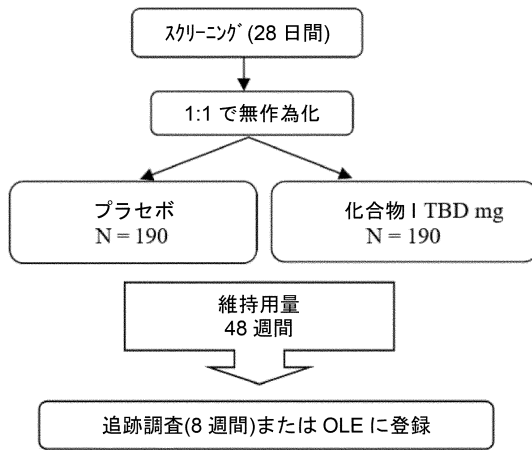 ｽｸﾘｰﾆﾝｸﾞ(28 日間)
1:1 で無作為化
プラセボ
N = 190
化合物 I TBD mg
N = 190
維持用量
48 週間
追跡調査(8 週間)または OLE に登録